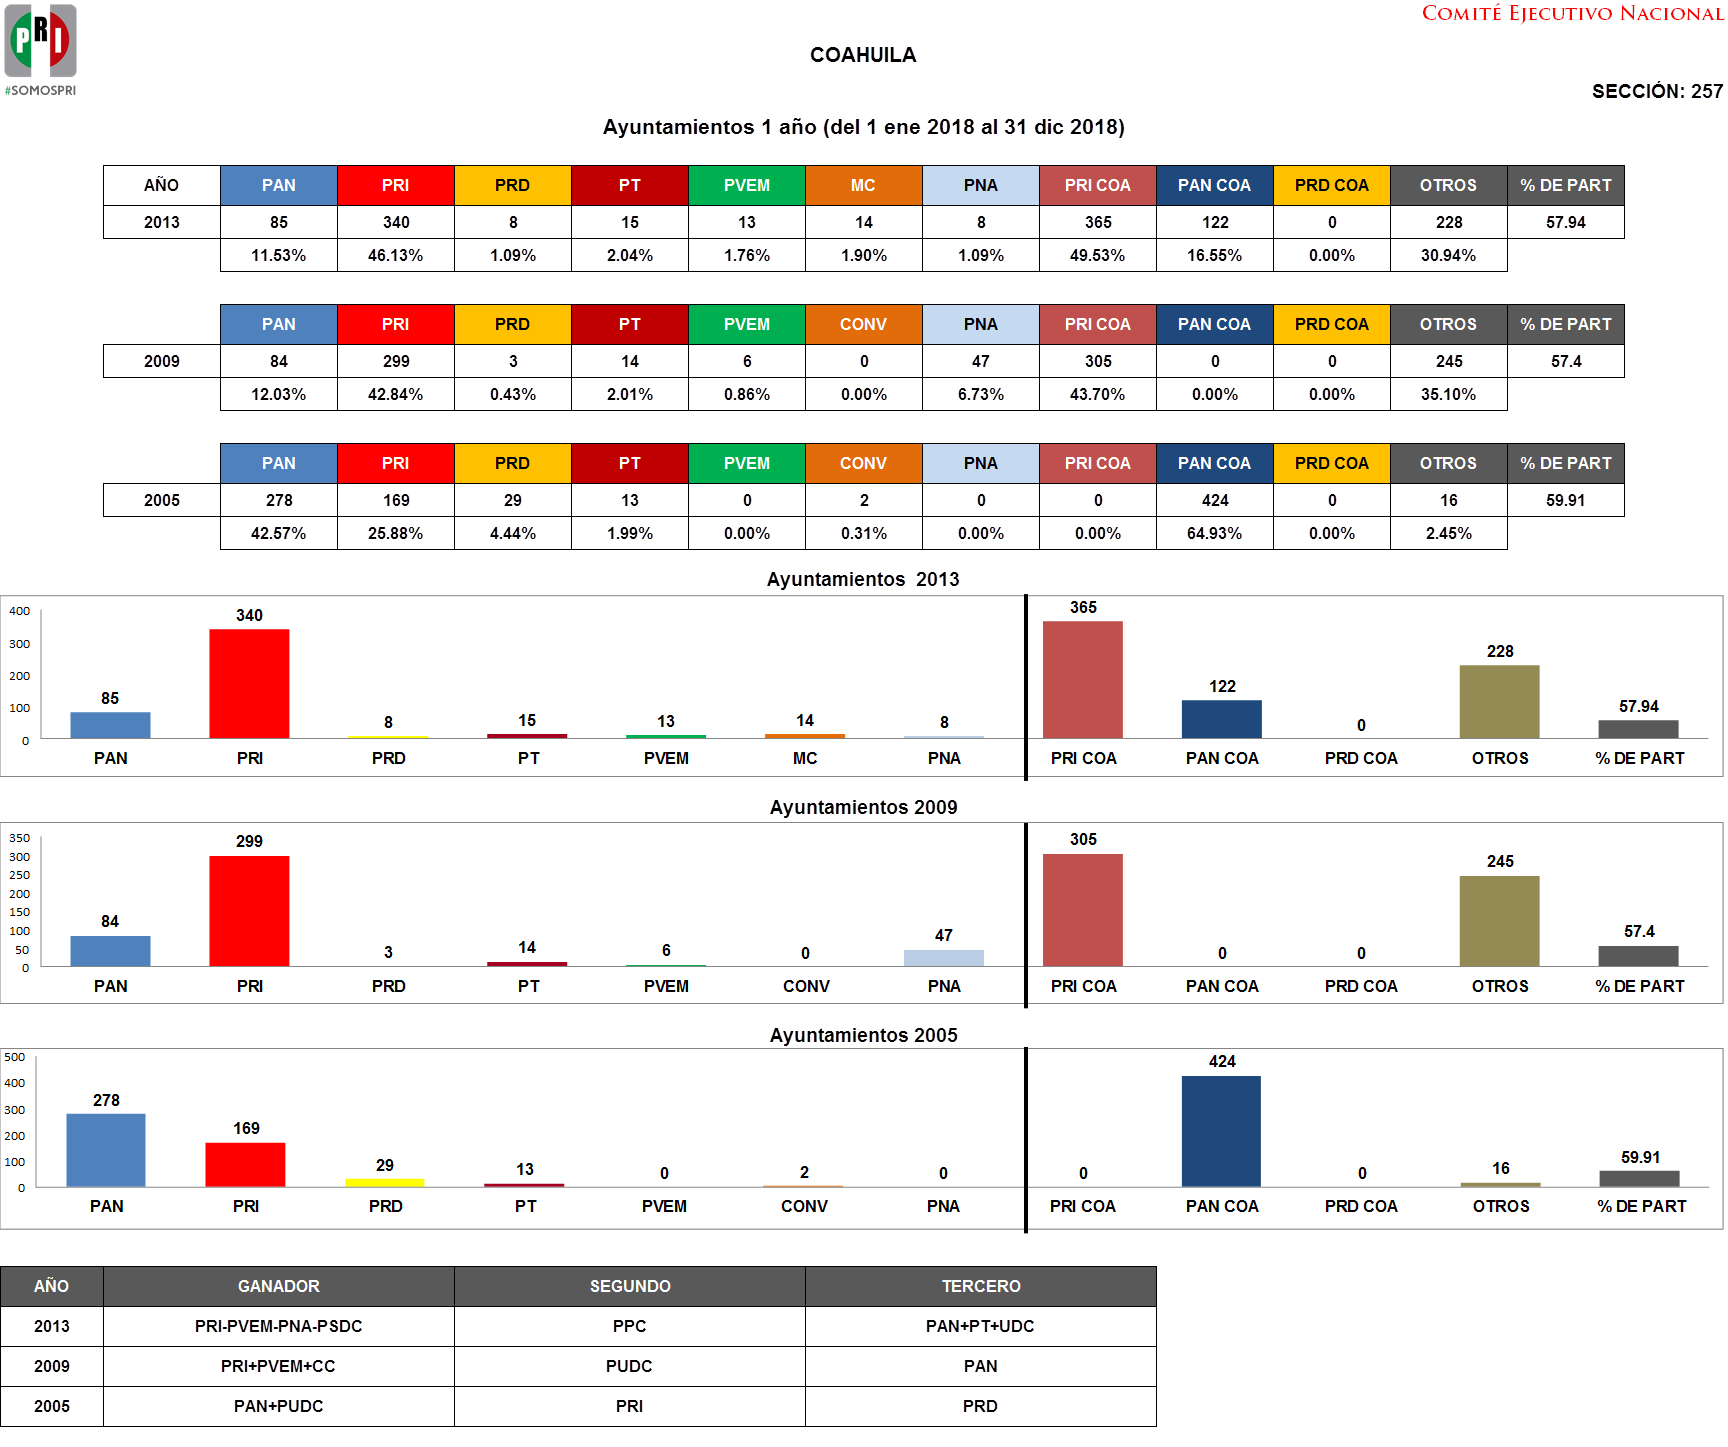 COMITÉ EJECUTIVO NACIONAL
PRI
#SOMOSPRI
COAHUILA
SECCIÓN: 257
Ayuntamientos 1 año (del 1 ene 2018 al 31 dic 2018)
AÑO PAN PRI PRD PT PVEM MC PNA PRI COA PAN COA PRD COA OTROS % DE PART
2013 85 340 8 15 13 14 8 365 122 0 228 57.94
11.53% 46.13% 1.09% 2.04% 1.76% 1.90% 1.09% 49.53% 16.55% 0.00% 30.94%
PAN PRI PRD PT PVEM CONV PNA PRI COA PAN COA PRD COA OTROS % DE PART
2009 84 299 3 14 6 0 47 305 0 0 245 57.4
12.03% 42.84% 0.43% 2.01% 0.86% 0.00% 6.73% 43.70% 0.00% 0.00% 35.10%
PAN PRI PRD PT PVEM CONV PNA PRI COA PAN COA PRD COA OTROS % DE PART
2005 278 169 29 13 0 2 0 0 424 0 16 59.91
42.57% 25.88% 4.44% 1.99% 0.00% 0.31% 0.00% 0.00% 64.93% 0.00% 2.45%
Ayuntamientos 2013
400
300
200
100
0
85 340 8 15 13 14 8 365 122 0 228 57.94
PAN PRI PRD PT PVEM MC PNA PRI COA PAN COA PRD COA OTROS % DE PART
Ayuntamientos 2009
350
300
250
200
150
100
50
0
84 299 3 14 6 0 47 305 0 0 245 57.4
PAN PRI PRD PT PVEM CONV PNA PRI COA PAN COA PRD COA OTROS % DE PART
Ayuntamientos 2005
500
400
300
200
100
0
278 169 29 13 0 2 0 0 424 0 16 59.91
PAN PRI PRD PT PVEM CONV PNA PRI COA PAN COA PRD COA OTROS % DE PART
AÑO GANADOR SEGUNDO TERCERO
2013 PRI-PVEM-PNA-PSDC PPC PAN+PT+UDC
2009 PRI+PVEM+CC PUDC PAN
2005 PAN+PUDC PRI PRD